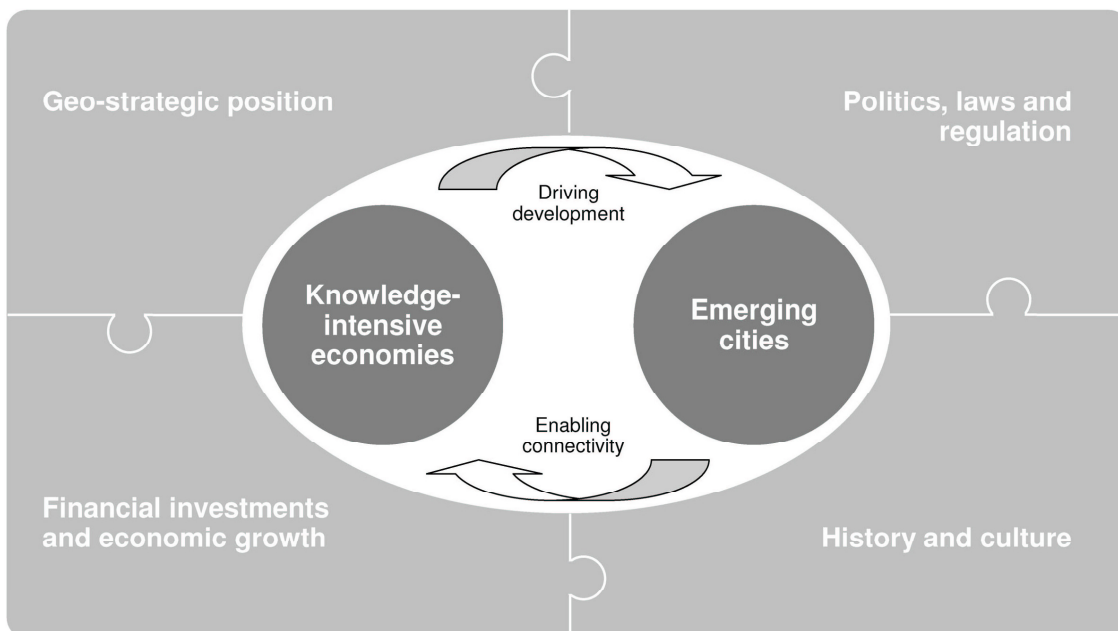 Geo-strategic position
Politics, laws and
regulation
Driving
development
Knowledge-
intensive
economies
Emerging
cities
Enabling
connectivity
Financial investments
and economic growth
History and culture